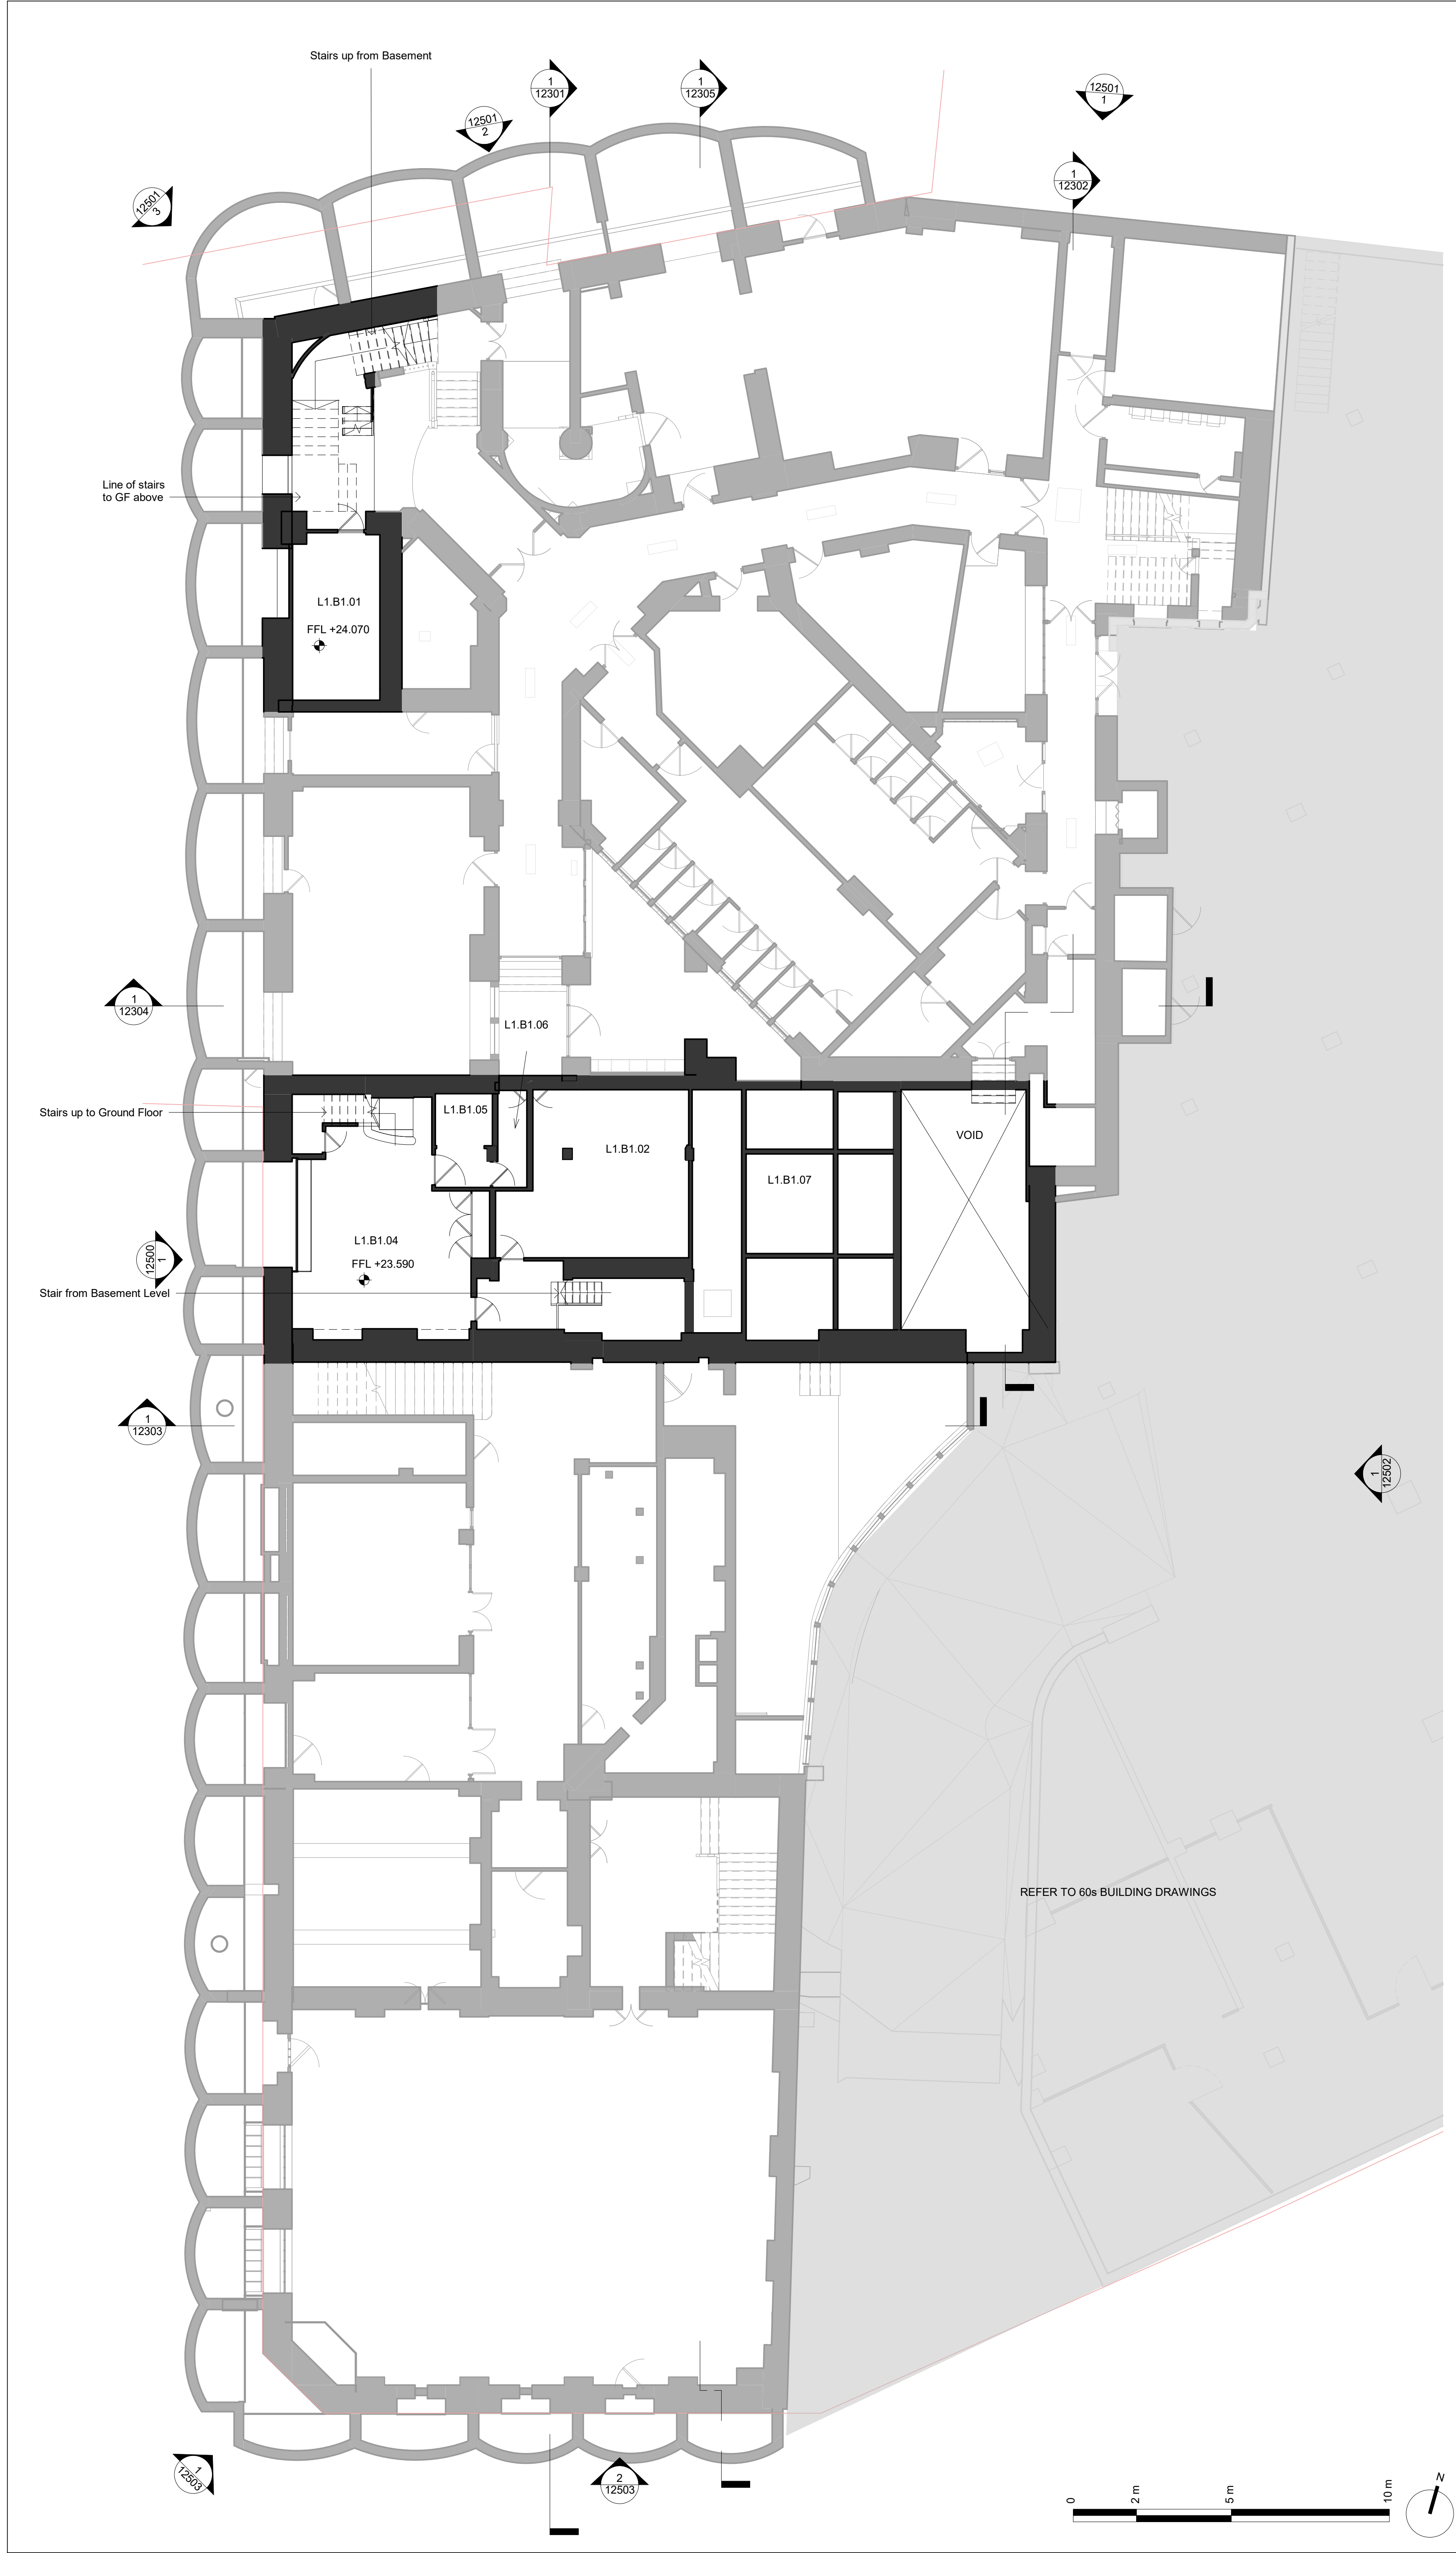 Stairs up from Basement
1
12301
1
12305
12501
1
12501
2
1
12302
12501
3
Line of stairs
to GF above
L1.B1.01
FFL +24.070
1
12304
L1.B1.06
Stairs up to Ground Floor
L1.B1.05
L1.B1.02
VOID
L1.B1.07
L1.B1.04
FFL +23.590
1
12500
Stair from Basement Level
1
12303
1
12502
REFER TO 60s BUILDING DRAWINGS
1
12503
2
12503
0
2 m
5 m
10 m
N